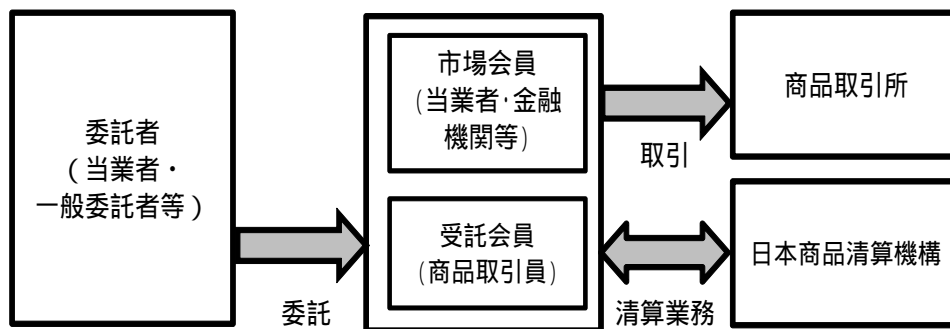 委託者
(当業者・
一般委託者等)
委託
市場会員
(当業者・金融
機関等)
受託会員
(商品取引員)
取引
清算業務
商品取引所
日本商品清算機構